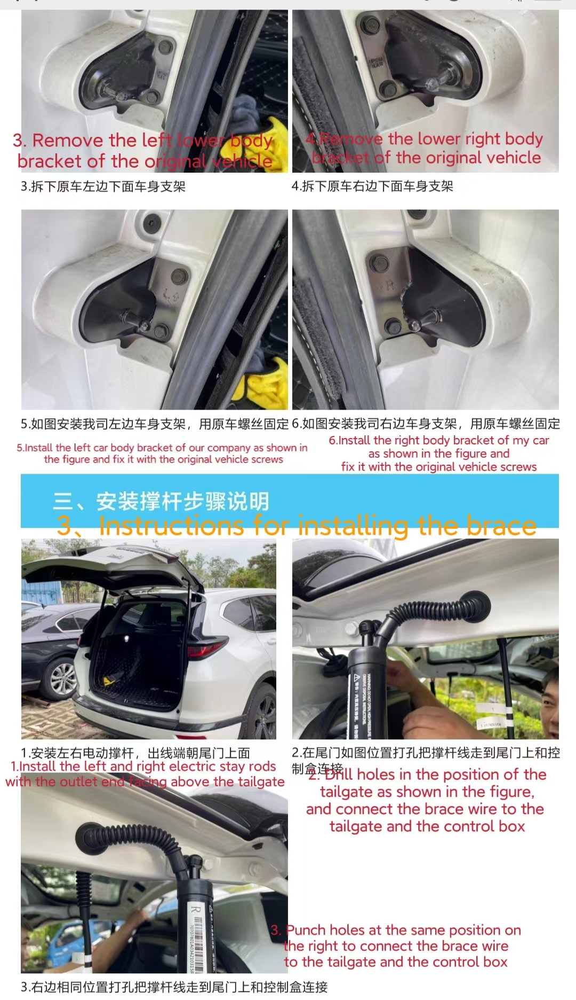 3. Remove the left lower body
bracket of the original vehicle
4.Remove the lower right body
bracket of the original vehicle
3.拆下原车左边下面车身支架
4.拆下原车右边下面车身支架
L
R
5.如图安装我司左边车身支架，用原车螺丝固定
6.如图安装我司右边车身支架，用原车螺丝固定
5.Install the left car body bracket of our company as shown in
the figure and fix it with the original vehicle screws
6.Install the right body bracket of my car
as shown in the figure and
fix it with the original vehicle screws
三、安装撑杆步骤说明
3、Instructions for installing the brace
WARNING: DO NOT OPEN, HIGH PRESSURE.
OBSERVE DISPOSAL INSTRUCTIONS.
1.安装左右电动撑杆，出线端朝尾门上面
1.Install the left and right electric stay rods
with the outlet end facing above the tailgate
2.在尾门如图位置打孔把撑杆线走到尾门上和控
制盒连接
2. Drill holes in the position of the
tailgate as shown in the figure,
and connect the brace wire to the
tailgate and the control box
R
3. Punch holes at the same position on
the right to connect the brace wire
to the tailgate and the control box
3.右边相同位置打孔把撑杆线走到尾门上和控制盒连接